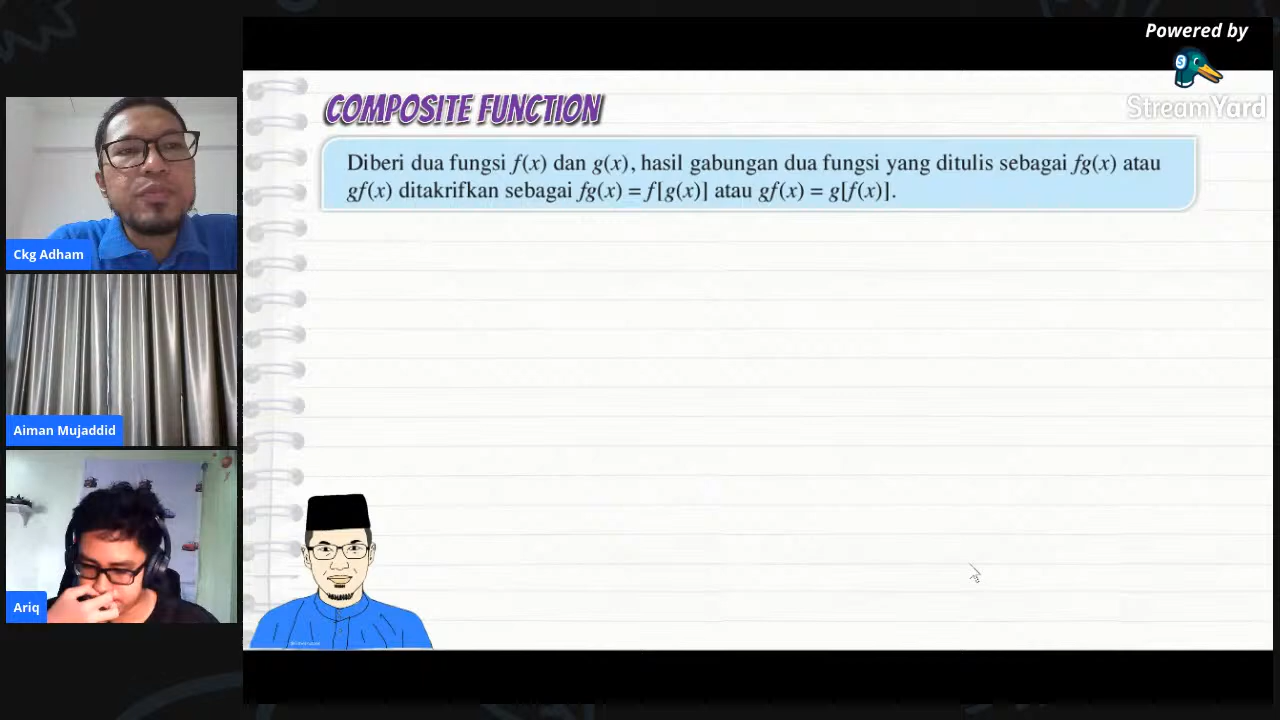 Powered by
StreamYard
COMPOSITE FUNCTION
Diberi dua fungsi f(x) dan g(x), hasil gabungan dua fungsi yang ditulis sebagai fg(x) atau
gf(x) ditakrifkan sebagai fg(x) = f[g(x)] atau gf(x) = g[f(x)].
Ckg Adham
Aiman Mujaddid
Ariq